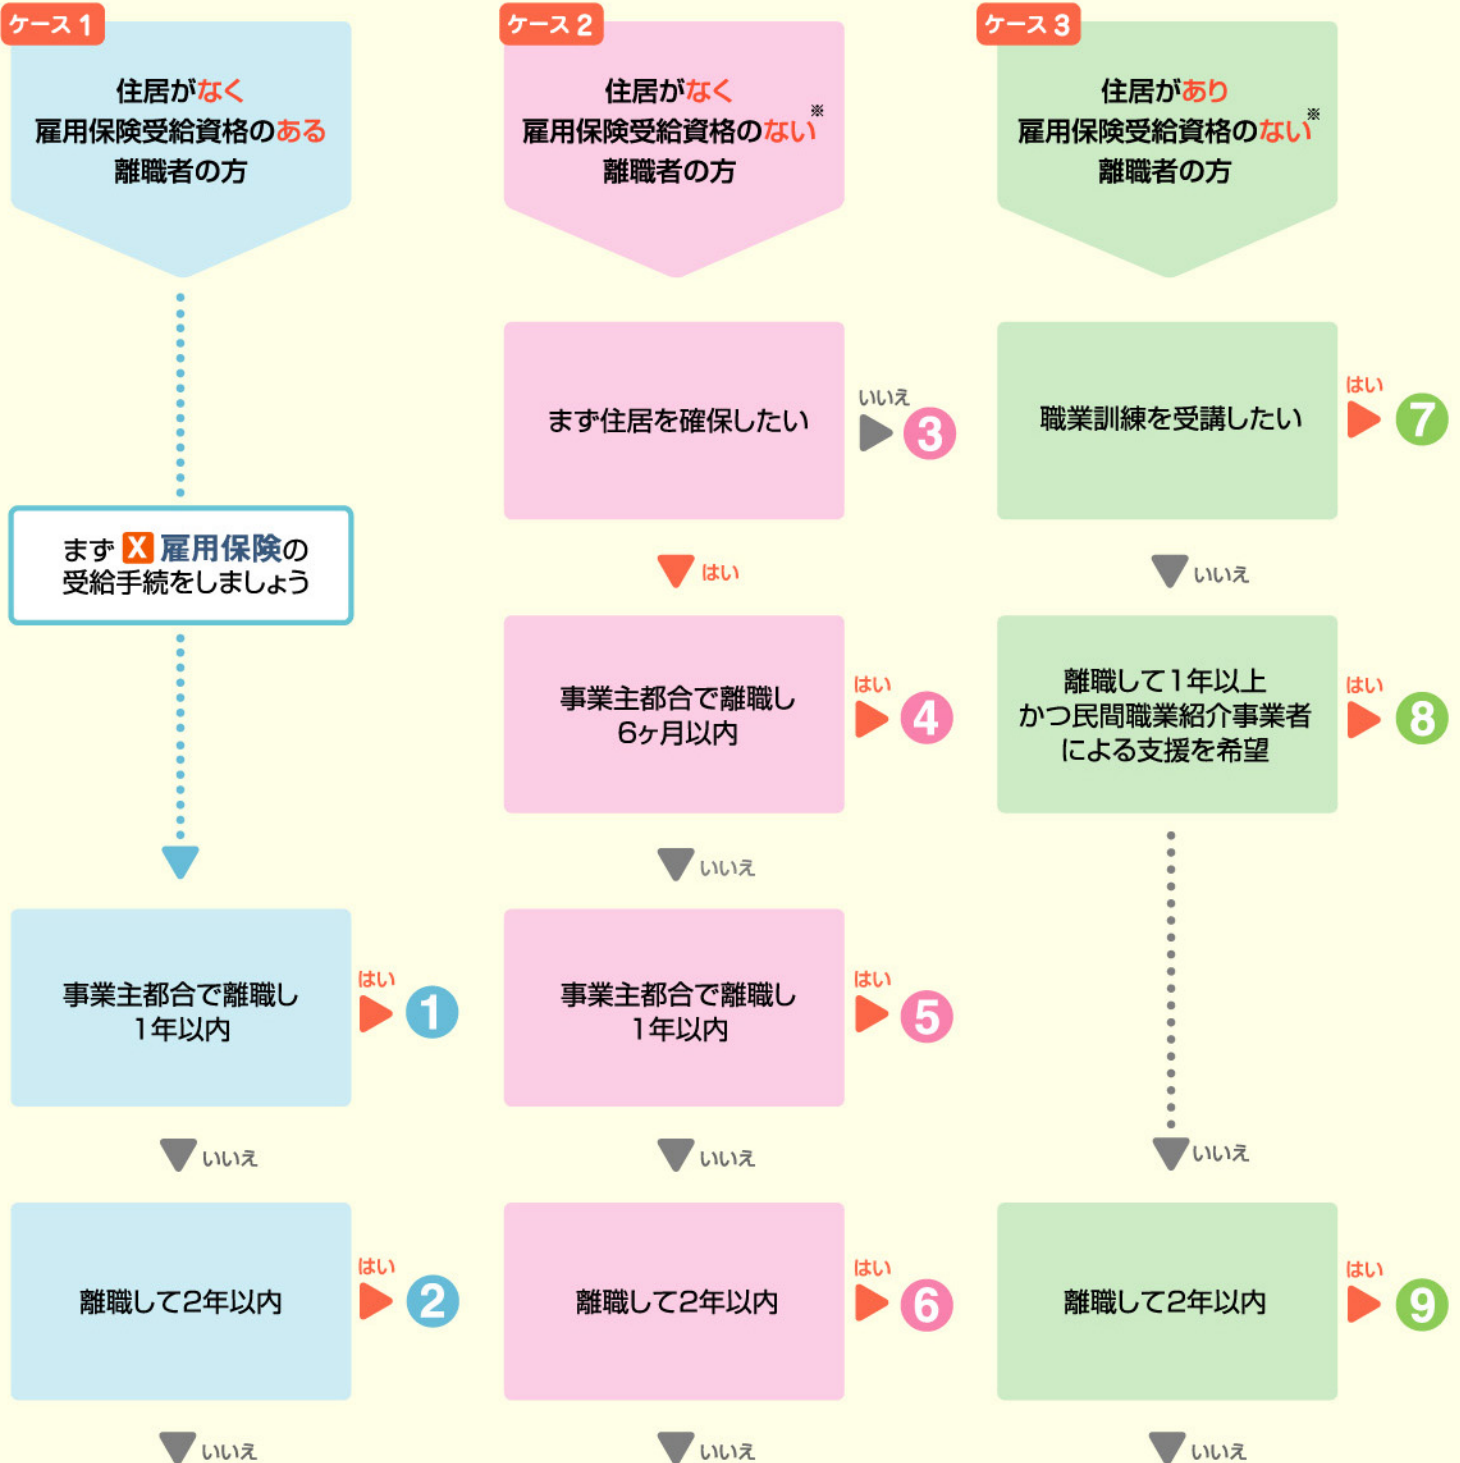 ケース 1
住居がなく
雇用保険受給資格のある
離職者の方
まず X 雇用保険の
受給手続をしましょう
事業主都合で離職し
1年以内
はい
1
いいえ
離職して2年以内
はい
2
いいえ
ケース 2
住居がなく
雇用保険受給資格のない※
離職者の方
まず住居を確保したい
いいえ
3
はい
事業主都合で離職し
6ヶ月以内
はい
4
いいえ
事業主都合で離職し
1年以内
はい
5
いいえ
離職して2年以内
はい
6
いいえ
ケース 3
住居があり
雇用保険受給資格のない※
離職者の方
職業訓練を受講したい
はい
7
いいえ
離職して1年以上
かつ民間職業紹介事業者
による支援を希望
はい
8
いいえ
離職して2年以内
はい
9
いいえ